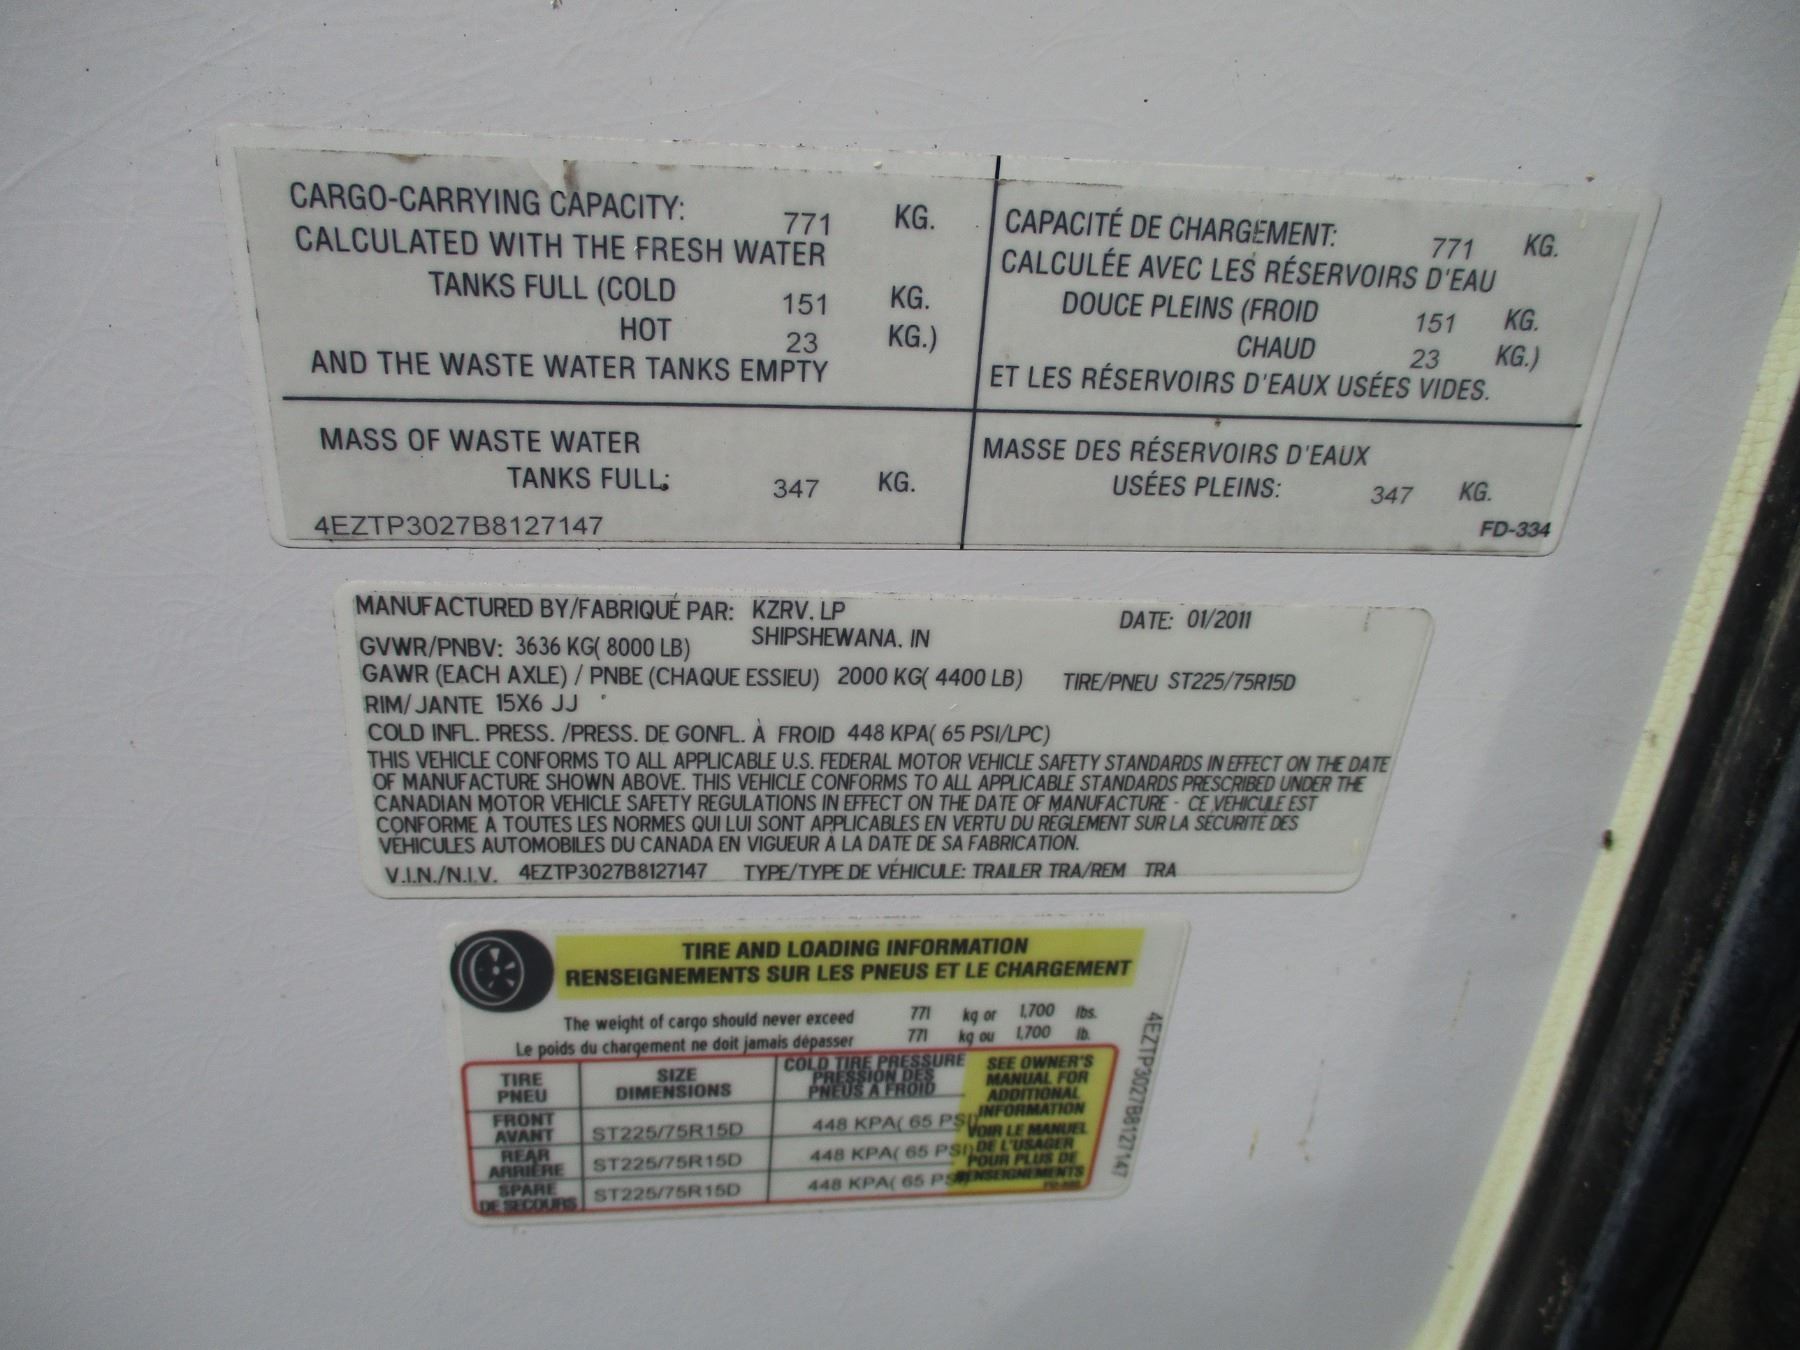 CARGO-CARRYING CAPACITY: 771 KG.
CALCULATED WITH THE FRESH WATER
TANKS FULL (COLD 151 KG.
HOT 23 KG.)
AND THE WASTE WATER TANKS EMPTY
CAPACITÉ DE CHARGEMENT: 771 KG.
CALCULÉE AVEC LES RÉSERVOIRS D'EAU
DOUCE PLEINS (FROID 151 KG.
CHAUD 23 KG.)
ET LES RÉSERVOIRS D'EAUX USÉES VIDES.
MASS OF WASTE WATER
TANKS FULL: 347 KG.
4EZTP3027B8127147
MASSE DES RÉSERVOIRS D'EAUX
USÉES PLEINS: 347 KG.
FD-334
MANUFACTURED BY/FABRIQUÉ PAR: KZRV, LP DATE: 01/2011
SHIPSHEWANA, IN
GVWR/PNBV: 3636 KG( 8000 LB)
GAWR (EACH AXLE) / PNBE (CHAQUE ESSIEU) 2000 KG( 4400 LB) TIRE/PNEU ST225/75R15D
RIM/JANTE 15X6 JJ
COLD INFL. PRESS. /PRESS. DE GONFL. À FROID 448 KPA( 65 PSI/LPC)
THIS VEHICLE CONFORMS TO ALL APPLICABLE U.S. FEDERAL MOTOR VEHICLE SAFETY STANDARDS IN EFFECT ON THE DATE
OF MANUFACTURE SHOWN ABOVE. THIS VEHICLE CONFORMS TO ALL APPLICABLE STANDARDS PRESCRIBED UNDER THE
CANADIAN MOTOR VEHICLE SAFETY REGULATIONS IN EFFECT ON THE DATE OF MANUFACTURE - CE VÉHICULE EST
CONFORME À TOUTES LES NORMES QUI LUI SONT APPLICABLES EN VERTU DU RÈGLEMENT SUR LA SÉCURITÉ DES
VÉHICULES AUTOMOBILES DU CANADA EN VIGUEUR À LA DATE DE SA FABRICATION.
V.I.N./N.I.V. 4EZTP3027B8127147 TYPE/TYPE DE VÉHICULE: TRAILER TRA/REM TRA
TIRE AND LOADING INFORMATION
RENSEIGNEMENTS SUR LES PNEUS ET LE CHARGEMENT
The weight of cargo should never exceed 771 kg or 1,700 lbs.
Le poids du chargement ne doit jamais dépasser 771 kg ou 1,700 lb.
TIRE
PNEU
SIZE
DIMENSIONS
COLD TIRE PRESSURE
PRESSION DES
PNEUS À FROID
FRONT
AVANT
ST225/75R15D
448 KPA( 65 PSI)
REAR
ARRIÈRE
ST225/75R15D
448 KPA( 65 PSI)
SPARE
DE SECOURS
ST225/75R15D
448 KPA( 65 PSI)
SEE OWNER'S
MANUAL FOR
ADDITIONAL
INFORMATION
VOIR LE MANUEL
DE L'USAGER
POUR PLUS DE
RENSEIGNEMENTS
4EZTP3027B8127147